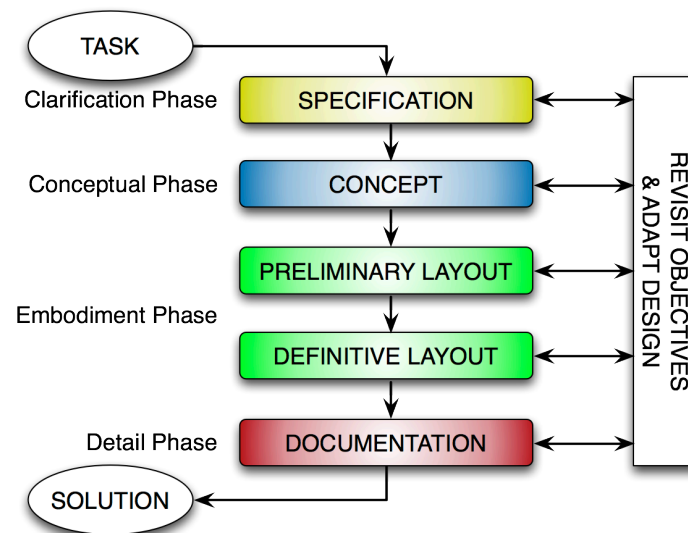 TASK
Clarification Phase
SPECIFICATION
Conceptual Phase
CONCEPT
PRELIMINARY LAYOUT
Embodiment Phase
DEFINITIVE LAYOUT
Detail Phase
DOCUMENTATION
SOLUTION
REVISIT OBJECTIVES
& ADAPT DESIGN